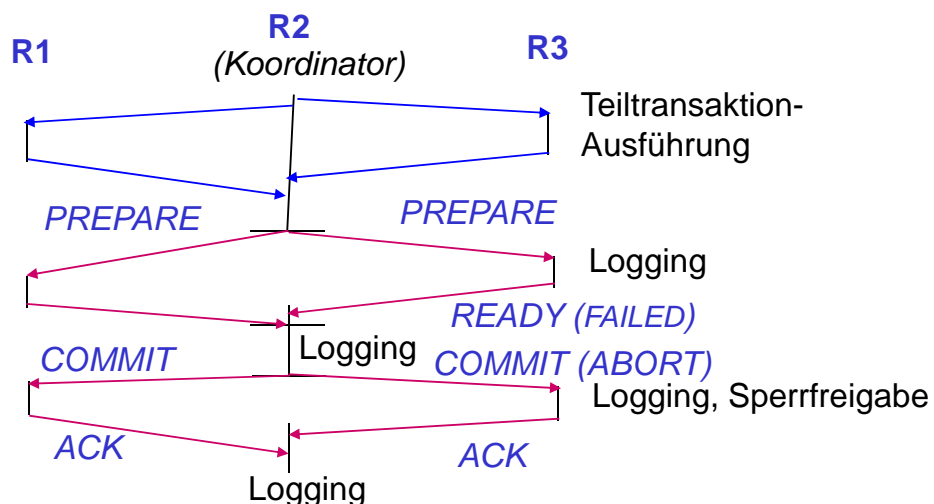 R1
R2
(Koordinator)
R3
Teiltransaktion-
Ausführung
PREPARE
PREPARE
Logging
READY (FAILED)
Logging
COMMIT
COMMIT (ABORT)
Logging, Sperrfreigabe
ACK
ACK
Logging